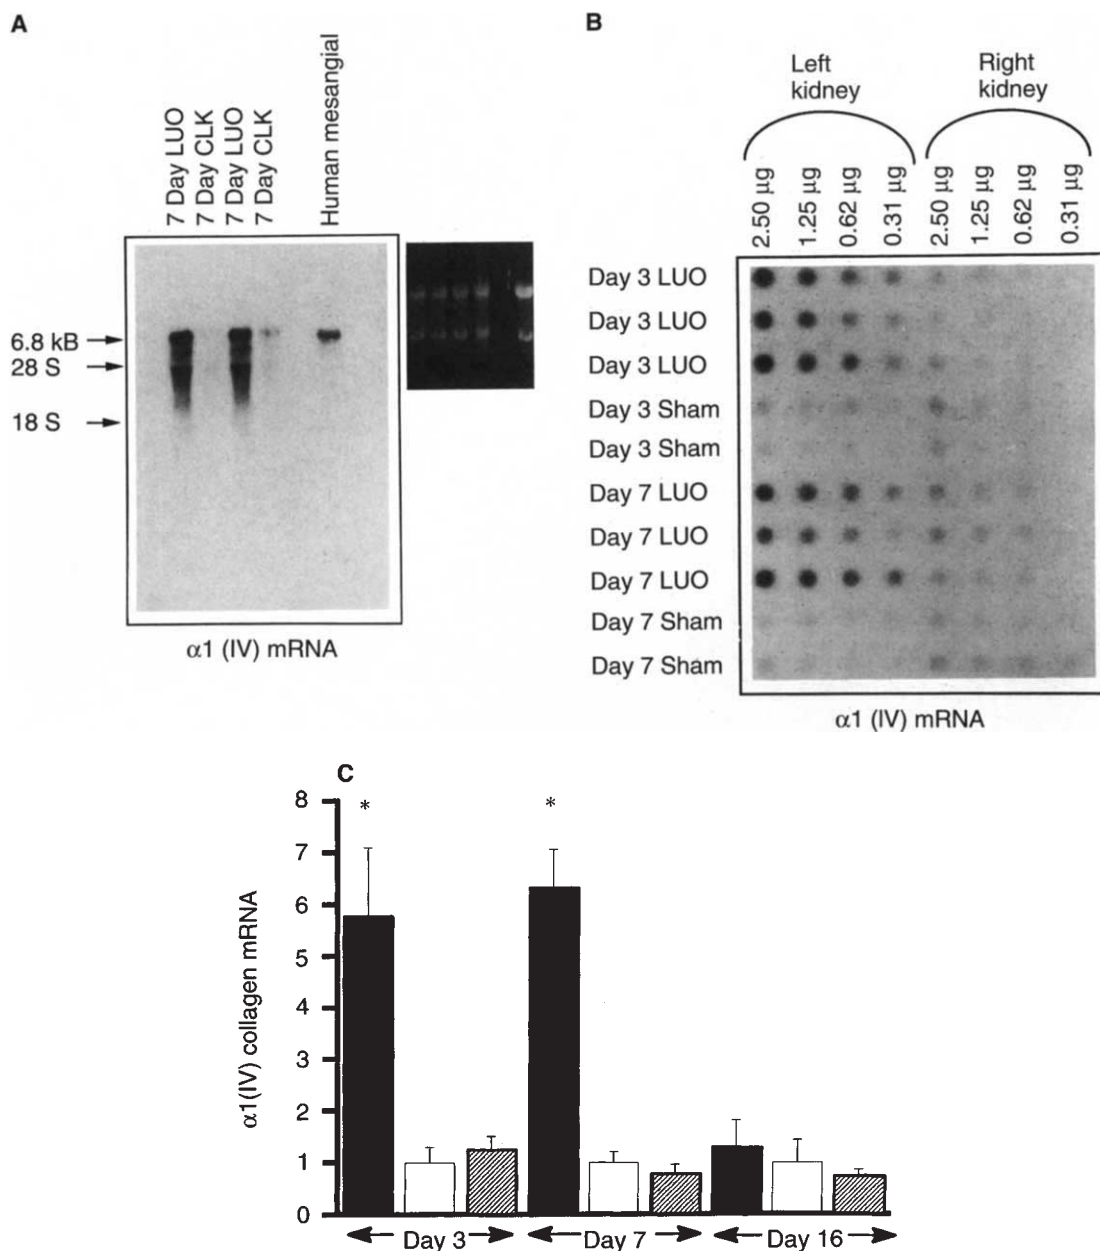 A
7 Day LUO
7 Day CLK
7 Day LUO
7 Day CLK
Human mesangial
6.8 kB
28 S
18 S
α1 (IV) mRNA
B
Left
kidney
Right
kidney
2.50 µg
1.25 µg
0.62 µg
0.31 µg
2.50 µg
1.25 µg
0.62 µg
0.31 µg
Day 3 LUO
Day 3 LUO
Day 3 LUO
Day 3 Sham
Day 3 Sham
Day 7 LUO
Day 7 LUO
Day 7 LUO
Day 7 Sham
Day 7 Sham
α1 (IV) mRNA
C
α1(IV) collagen mRNA
8
7
6
5
4
3
2
1
0
*
*
Day 3
Day 7
Day 16